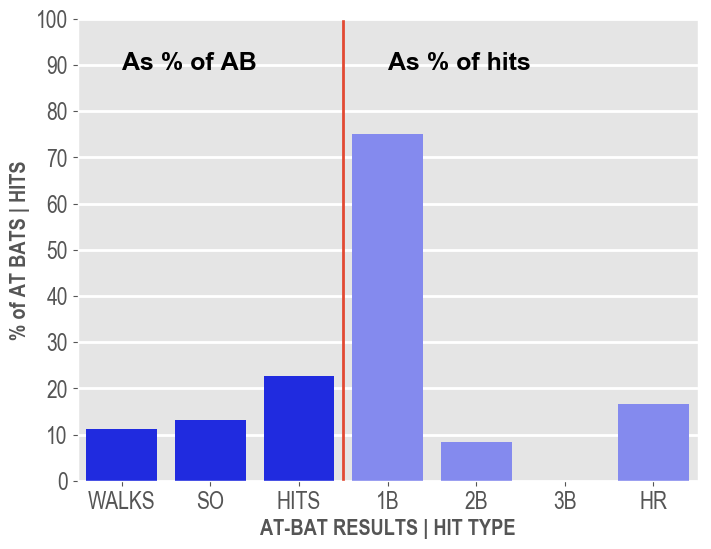 As % of AB
As % of hits
100
90
80
70
60
50
40
30
20
10
0
% of AT BATS | HITS
WALKS SO HITS 1B 2B 3B HR
AT-BAT RESULTS | HIT TYPE